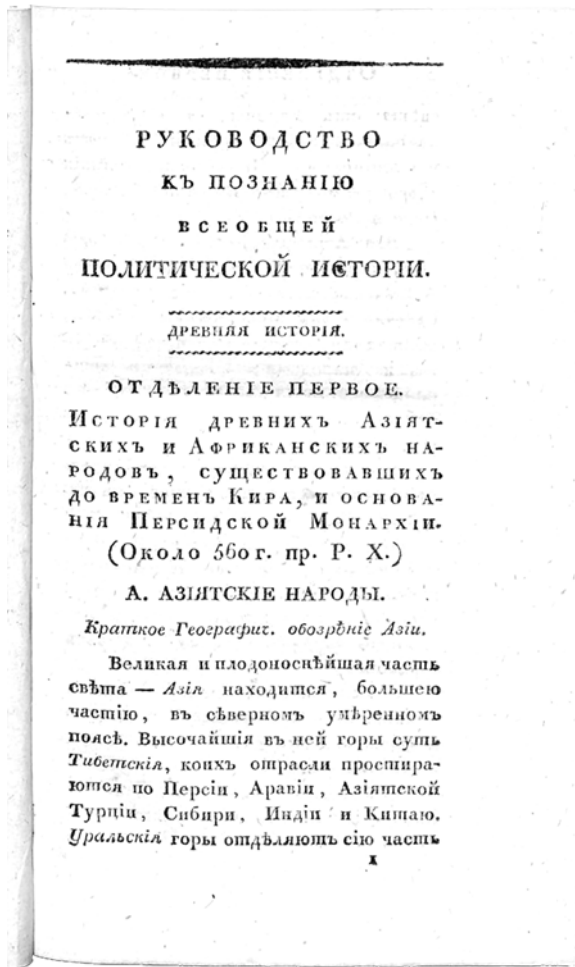 РУКОВОДСТВО
КЪ ПОЗНАНІЮ
ВСЕОБЩЕЙ
ПОЛИТИЧЕСКОЙ ИСТОРІИ.
ДРЕВНЯЯ ИСТОРІЯ.
ОТДѢЛЕНІЕ ПЕРВОЕ.
Исторія древнихъ Азіят-
скихъ и Африканскихъ на-
родовъ, существовавшихъ
до временъ Кира, и основа-
нія Персидской Монархіи.
(Около 560 г. пр. Р. Х.)
А. АЗІЯТСКІЕ НАРОДЫ.
Краткое Географич. обозрѣніе Азіи.
Великая и плодоноснѣйшая часть
свѣта — Азія находится, большею
частію, въ сѣверномъ умѣренномъ
поясѣ. Высочайшія въ ней горы суть
Тибетскія, коихъ отрасли простира-
ются по Персіи, Аравіи, Азіятской
Турціи, Сибири, Индіи и Китаю.
Уральскія горы отдѣляютъ сію часть
1